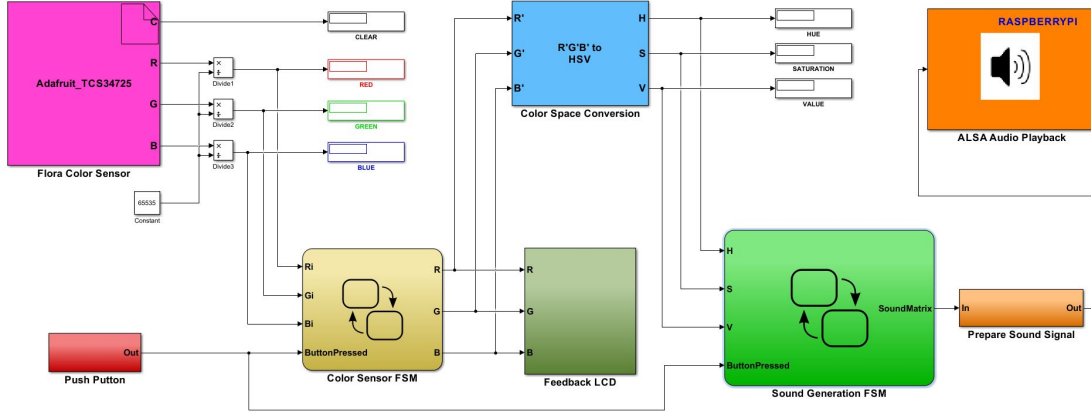 C
R
G
B
Adafruit_TCS34725
Flora Color Sensor
×
÷
Divide1
×
÷
Divide2
×
÷
Divide3
65535
Constant
CLEAR
RED
GREEN
BLUE
R'
G'
B'
R'G'B' to
HSV
H
S
V
Color Space Conversion
HUE
SATURATION
VALUE
RASPBERRYPI
ALSA Audio Playback
Out
Push Putton
Ri
Gi
Bi
ButtonPressed
R
G
B
Color Sensor FSM
R
G
B
Feedback LCD
H
S
V
ButtonPressed
SoundMatrix
Sound Generation FSM
In
Out
Prepare Sound Signal